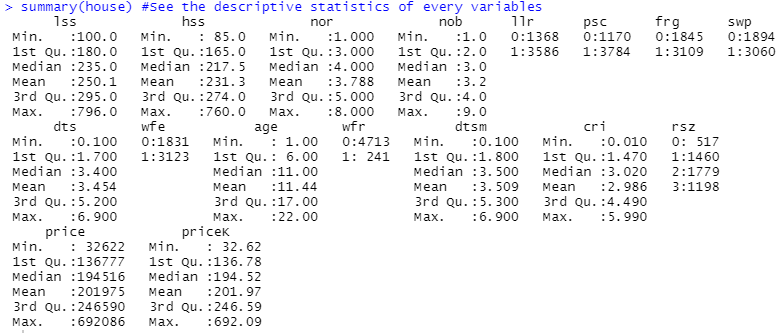 > summary(house) #See the descriptive statistics of every variables
lss hss nor nob llr psc frg swp
Min. :100.0 Min. : 85.0 Min. :1.000 Min. :1.0 0:1368 0:1170 0:1845 0:1894
1st Qu.:180.0 1st Qu.:165.0 1st Qu.:3.000 1st Qu.:2.0 1:3586 1:3784 1:3109 1:3060
Median :235.0 Median :217.5 Median :4.000 Median :3.0
Mean :250.1 Mean :231.3 Mean :3.788 Mean :3.2
3rd Qu.:295.0 3rd Qu.:274.0 3rd Qu.:5.000 3rd Qu.:4.0
Max. :796.0 Max. :760.0 Max. :8.000 Max. :9.0
dts wfe age wfr dtsm cri rsz
Min. :0.100 0:1831 Min. : 1.00 0:4713 Min. :0.100 Min. :0.010 0: 517
1st Qu.:1.700 1:3123 1st Qu.: 6.00 1: 241 1st Qu.:1.800 1st Qu.:1.470 1:1460
Median :3.400 Median :11.00 Median :3.500 Median :3.020 2:1779
Mean :3.454 Mean :11.44 Mean :3.509 Mean :2.986 3:1198
3rd Qu.:5.200 3rd Qu.:17.00 3rd Qu.:5.300 3rd Qu.:4.490
Max. :6.900 Max. :22.00 Max. :6.900 Max. :5.990
price priceK
Min. : 32622 Min. : 32.62
1st Qu.:136777 1st Qu.:136.78
Median :194516 Median :194.52
Mean :201975 Mean :201.97
3rd Qu.:246590 3rd Qu.:246.59
Max. :692086 Max. :692.09